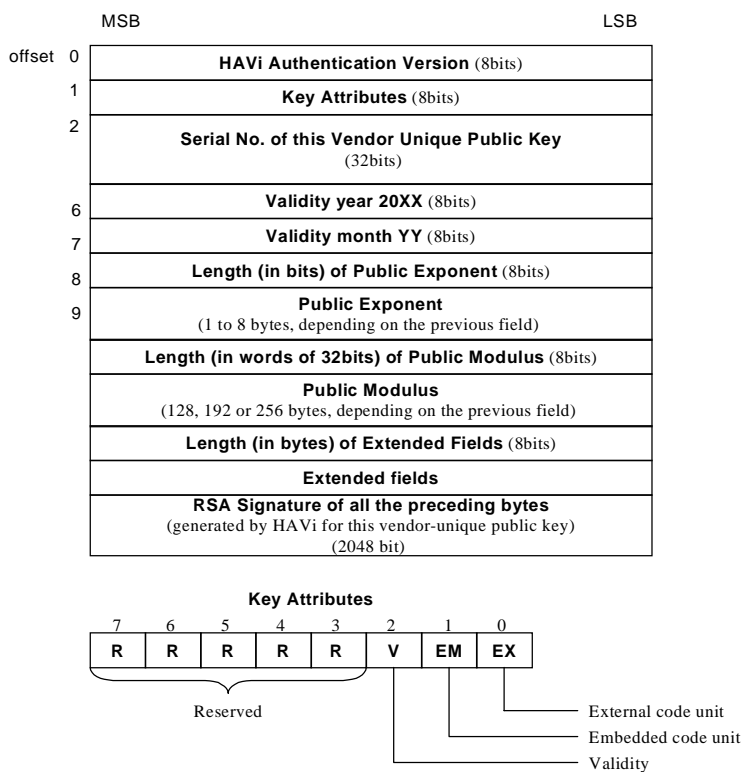 MSB LSB
offset 0 HAVi Authentication Version (8bits)
1 Key Attributes (8bits)
2 Serial No. of this Vendor Unique Public Key
(32bits)
6 Validity year 20XX (8bits)
7 Validity month YY (8bits)
8 Length (in bits) of Public Exponent (8bits)
9 Public Exponent
(1 to 8 bytes, depending on the previous field)
Length (in words of 32bits) of Public Modulus (8bits)
Public Modulus
(128, 192 or 256 bytes, depending on the previous field)
Length (in bytes) of Extended Fields (8bits)
Extended fields
RSA Signature of all the preceding bytes
(generated by HAVi for this vendor-unique public key)
(2048 bit)
Key Attributes
7 6 5 4 3 2 1 0
R R R R R V EM EX
Reserved External code unit
Embedded code unit
Validity